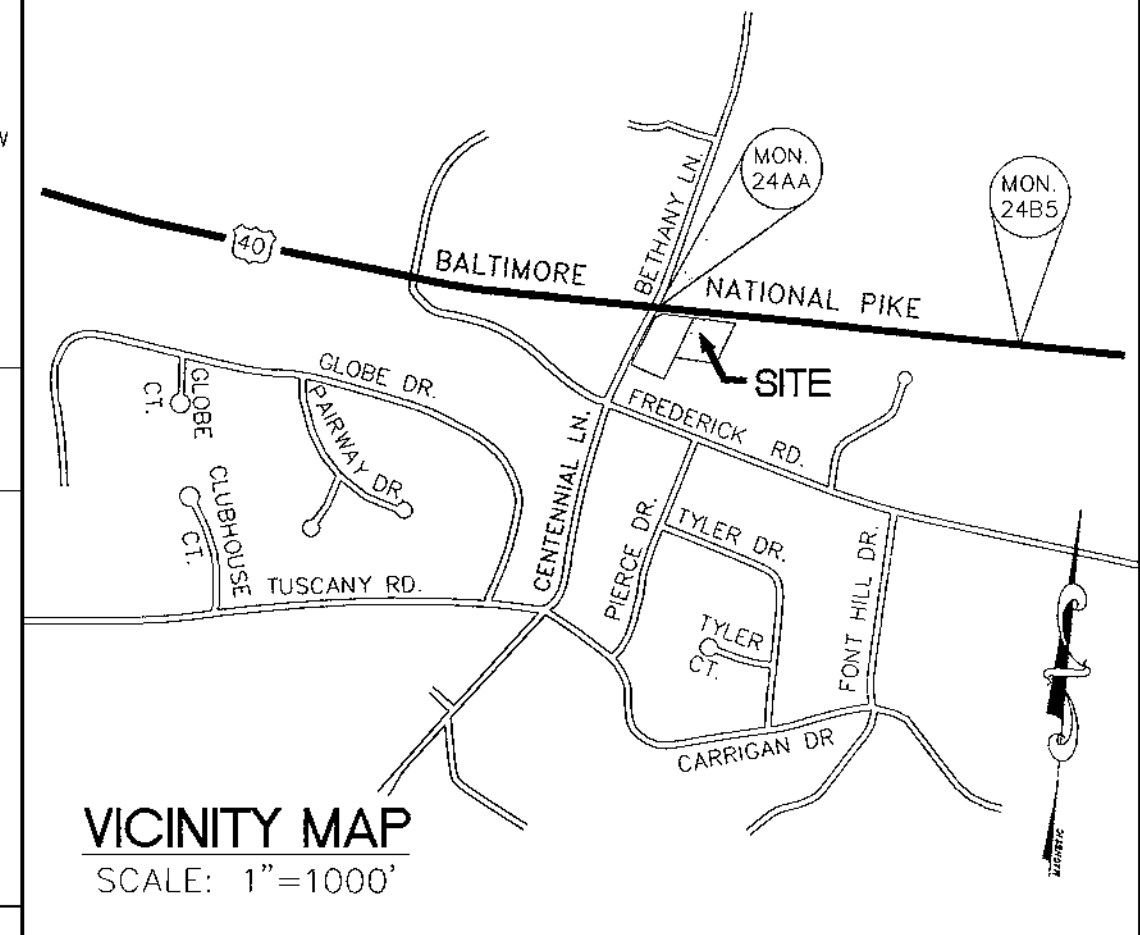 W
MON.
24AA
MON.
24B5
BETHANY LN.
40
BALTIMORE
NATIONAL PIKE
SITE
GLOBE DR.
GLOBE
CT.
PAIRWAY DR.
FREDERICK RD.
CENTENNIAL LN.
CLUBHOUSE
CT.
PIERCE DR.
TYLER DR.
FONT HILL DR.
TUSCANY RD.
TYLER
CT.
CARRIGAN DR
VICINITY MAP
SCALE: 1"=1000'